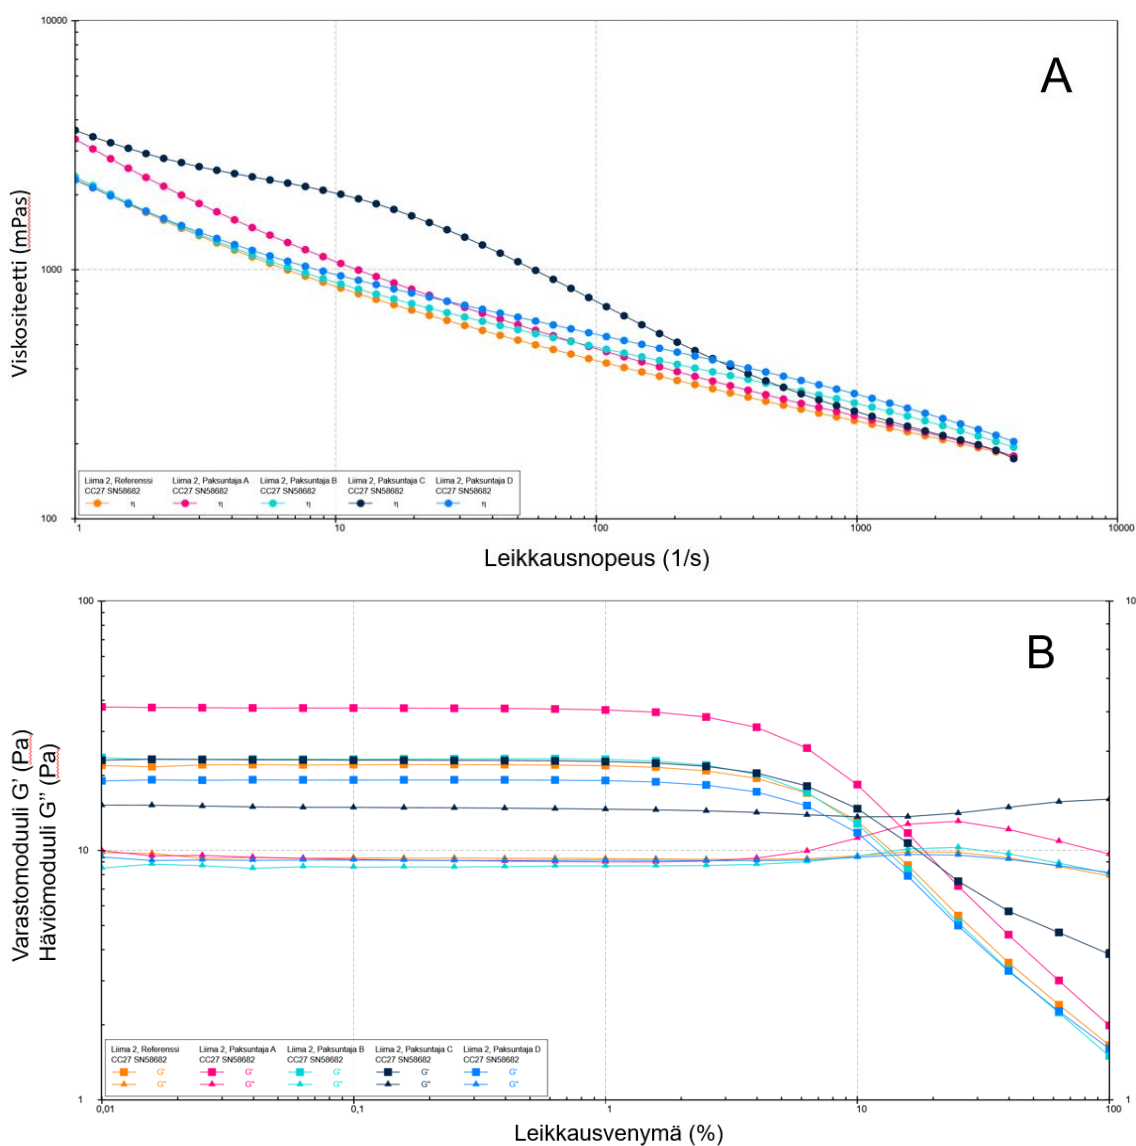 10000
A
Viskositeetti (mPas)
1000
Liima 2, Referenssi Liima 2, Paksuntaja A Liima 2, Paksuntaja B Liima 2, Paksuntaja C Liima 2, Paksuntaja D
CC27 SN58682 CC27 SN58682 CC27 SN58682 CC27 SN58682 CC27 SN58682
η η η η η
100
1 10 100 1000 10000
Leikkausnopeus (1/s)
100 10
B
Varastomoduuli G' (Pa)
Häviömoduuli G'' (Pa)
10
Liima 2, Referenssi Liima 2, Paksuntaja A Liima 2, Paksuntaja B Liima 2, Paksuntaja C Liima 2, Paksuntaja D
CC27 SN58682 CC27 SN58682 CC27 SN58682 CC27 SN58682 CC27 SN58682
G' G' G' G' G'
G'' G'' G'' G'' G''
1 1
0,01 0,1 1 10 100
Leikkausvenymä (%)